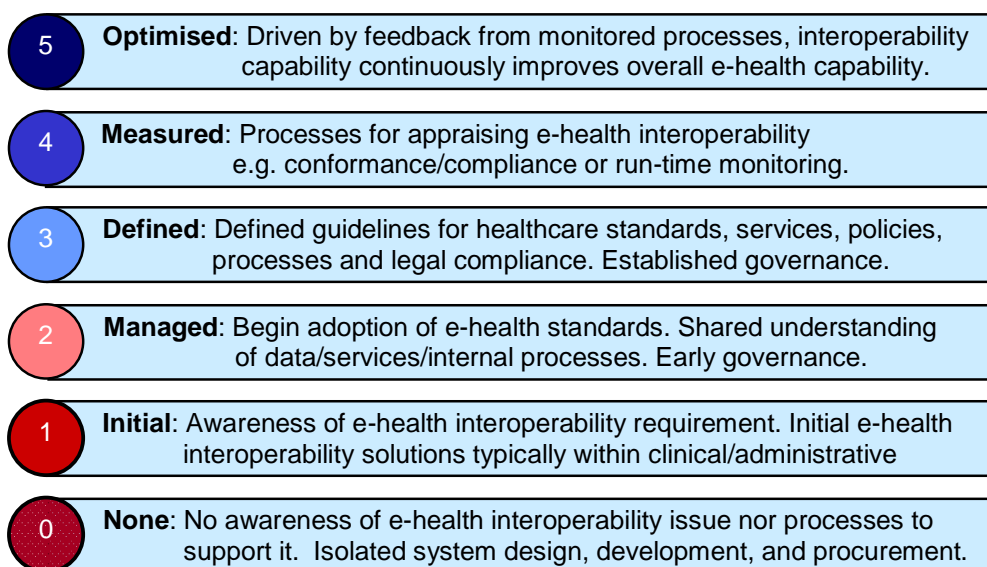 5
Optimised: Driven by feedback from monitored processes, interoperability
capability continuously improves overall e-health capability.
4
Measured: Processes for appraising e-health interoperability
e.g. conformance/compliance or run-time monitoring.
3
Defined: Defined guidelines for healthcare standards, services, policies,
processes and legal compliance. Established governance.
2
Managed: Begin adoption of e-health standards. Shared understanding
of data/services/internal processes. Early governance.
1
Initial: Awareness of e-health interoperability requirement. Initial e-health
interoperability solutions typically within clinical/administrative
0
None: No awareness of e-health interoperability issue nor processes to
support it. Isolated system design, development, and procurement.